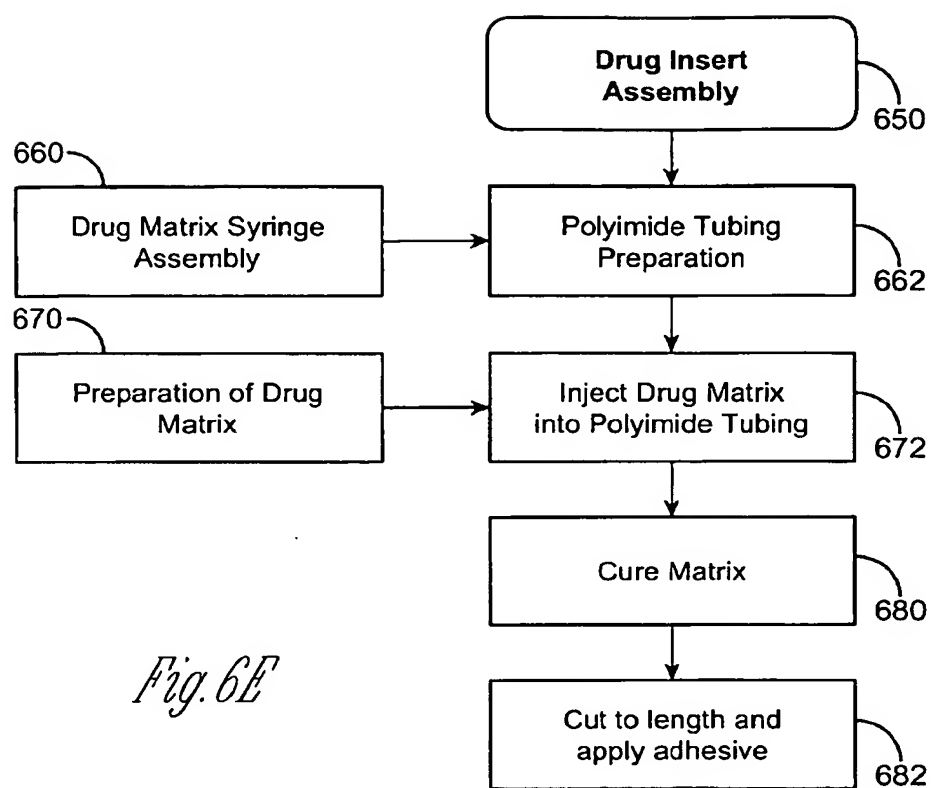 Drug Insert
Assembly
650
660
Drug Matrix Syringe
Assembly
Polyimide Tubing
Preparation
662
670
Preparation of Drug
Matrix
Inject Drug Matrix
into Polyimide Tubing
672
Cure Matrix
680
Fig. 6E
Cut to length and
apply adhesive
682